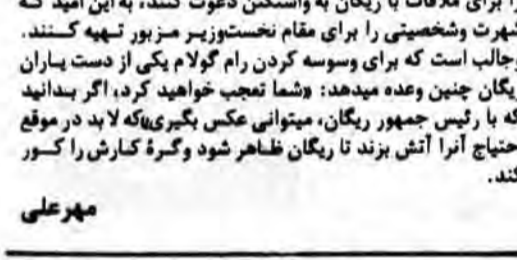 را برای ملاقات با ریگان به واشنگتن دعوت کنند، به این امید که
شهرت وشخصیتی را برای مقام نخست‌وزیر مزبور تهیه کنند.
وجالب است که برای وسوسه کردن رام گولام یکی از دست یاران
ریگان چنین وعده میدهد: «شما تعجب خواهید کرد، اگر بدانید
که با رئیس جمهور ریگان، میتوانی عکس بگیری» که لابد در موقع
احتیاج آنرا آتش بزند تا ریگان ظاهر شود وگرهٔ کارش را کور
کند.
مهرعلی